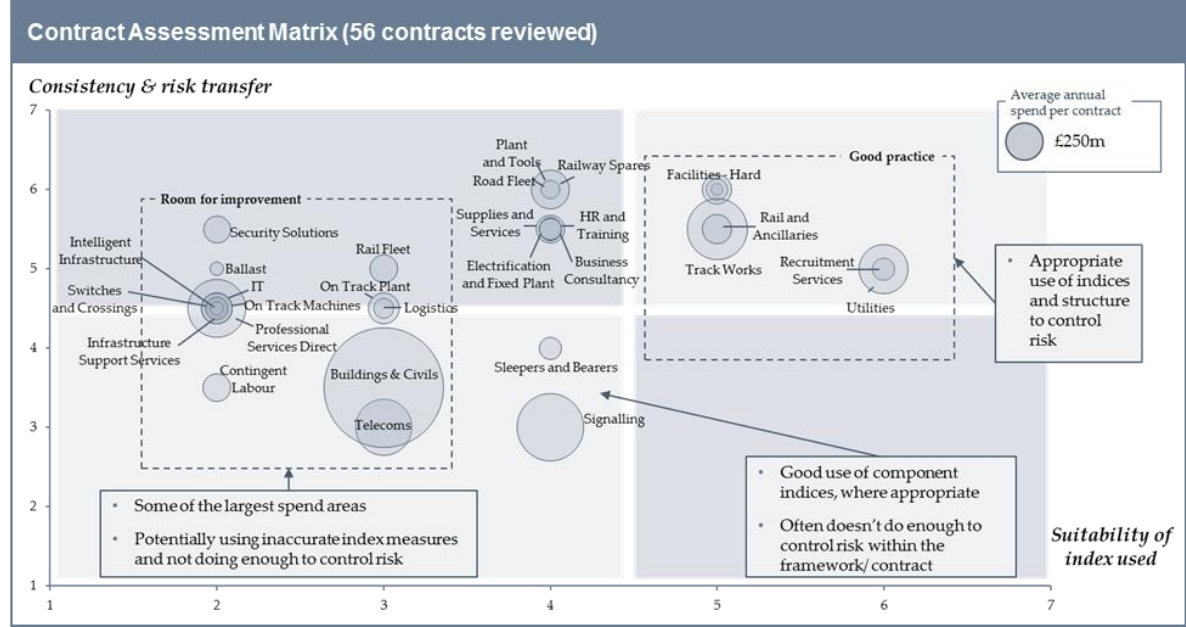 Contract Assessment Matrix (56 contracts reviewed)
Consistency & risk transfer
Average annual
spend per contract
£250m
7
6
5
4
3
2
1
Room for improvement
Security Solutions
Intelligent
Infrastructure
Ballast
IT
Switches
and Crossings
On Track Machines
Professional
Services Direct
Infrastructure
Support Services
Contingent
Labour
Rail Fleet
On Track Plant
Logistics
Buildings & Civils
Telecoms
Plant
and Tools
Railway Spares
Road Fleet
Supplies and
Services
HR and
Training
Electrification
and Fixed Plant
Business
Consultancy
Sleepers and Bearers
Signalling
Good practice
Facilities- Hard
Rail and
Ancillaries
Track Works
Recruitment
Services
Utilities
• Appropriate
use of indices
and structure
to control
risk
• Some of the largest spend areas
• Potentially using inaccurate index measures
and not doing enough to control risk
• Good use of component
indices, where appropriate
• Often doesn't do enough to
control risk within the
framework/ contract
Suitability of
index used
1
2
3
4
5
6
7